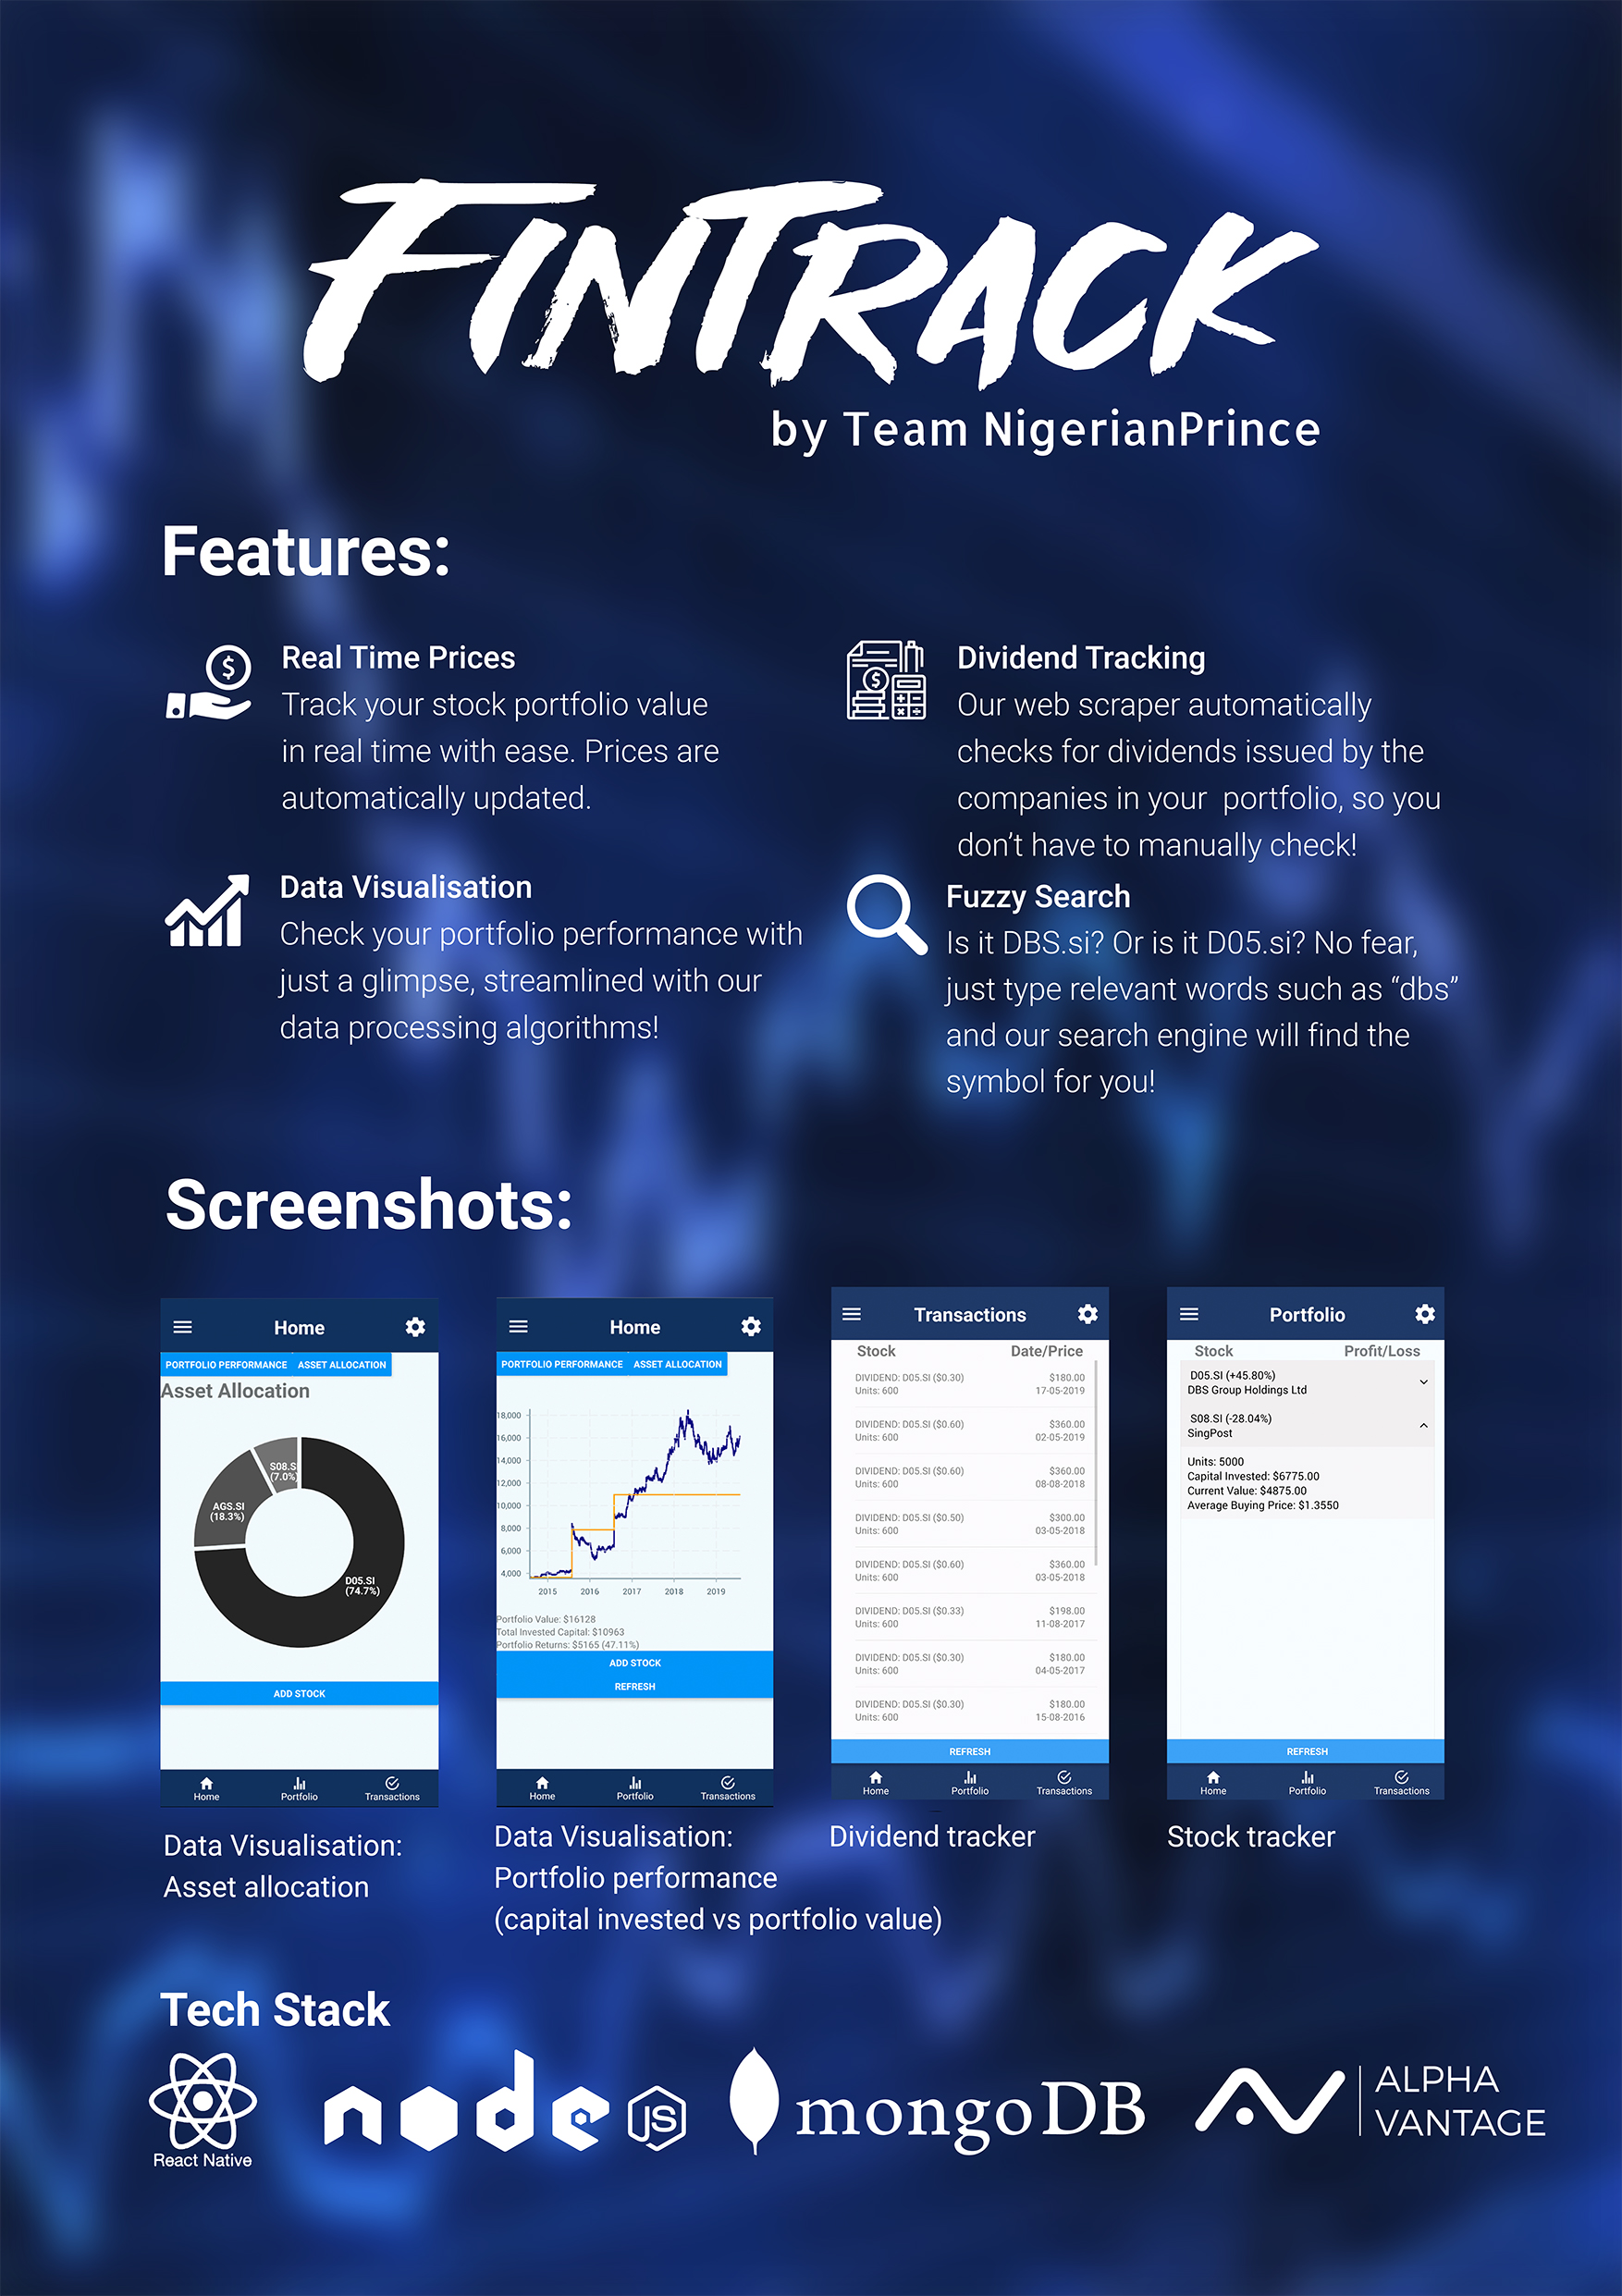 FINTRACK
by Team NigerianPrince
Features:
Real Time Prices
Track your stock portfolio value
in real time with ease. Prices are
automatically updated.
Dividend Tracking
Our web scraper automatically
checks for dividends issued by the
companies in your portfolio, so you
don't have to manually check!
Data Visualisation
Check your portfolio performance with
just a glimpse, streamlined with our
data processing algorithms!
Fuzzy Search
Is it DBS.si? Or is it D05.si? No fear,
just type relevant words such as “dbs”
and our search engine will find the
symbol for you!
Screenshots:
Home
PORTFOLIO PERFORMANCE ASSET ALLOCATION
Asset Allocation
S08.S
(7.0%)
AGS.SI
(18.3%)
D05.SI
(74.7%)
ADD STOCK
Home Portfolio Transactions
Data Visualisation:
Asset allocation
Home
PORTFOLIO PERFORMANCE ASSET ALLOCATION
18,000
16,000
14,000
12,000
10,000
8,000
6,000
4,000
2015 2016 2017 2018 2019
Portfolio Value: $16128
Total Invested Capital: $10963
Portfolio Returns: $5165 (47.11%)
ADD STOCK
REFRESH
Home Portfolio Transactions
Data Visualisation:
Portfolio performance
(capital invested vs portfolio value)
Transactions
Stock Date/Price
DIVIDEND: D05.SI ($0.30) $180.00
Units: 600 17-05-2019
DIVIDEND: D05.SI ($0.60) $360.00
Units: 600 02-05-2019
DIVIDEND: D05.SI ($0.60) $360.00
Units: 600 08-08-2018
DIVIDEND: D05.SI ($0.50) $300.00
Units: 600 03-05-2018
DIVIDEND: D05.SI ($0.60) $360.00
Units: 600 03-05-2018
DIVIDEND: D05.SI ($0.33) $198.00
Units: 600 11-08-2017
DIVIDEND: D05.SI ($0.30) $180.00
Units: 600 04-05-2017
DIVIDEND: D05.SI ($0.30) $180.00
Units: 600 15-08-2016
REFRESH
Home Portfolio Transactions
Dividend tracker
Portfolio
Stock Profit/Loss
D05.SI (+45.80%)
DBS Group Holdings Ltd
S08.SI (-28.04%)
SingPost
Units: 5000
Capital Invested: $6775.00
Current Value: $4875.00
Average Buying Price: $1.3550
REFRESH
Home Portfolio Transactions
Stock tracker
Tech Stack
React Native
node JS
mongoDB
ALPHA
VANTAGE